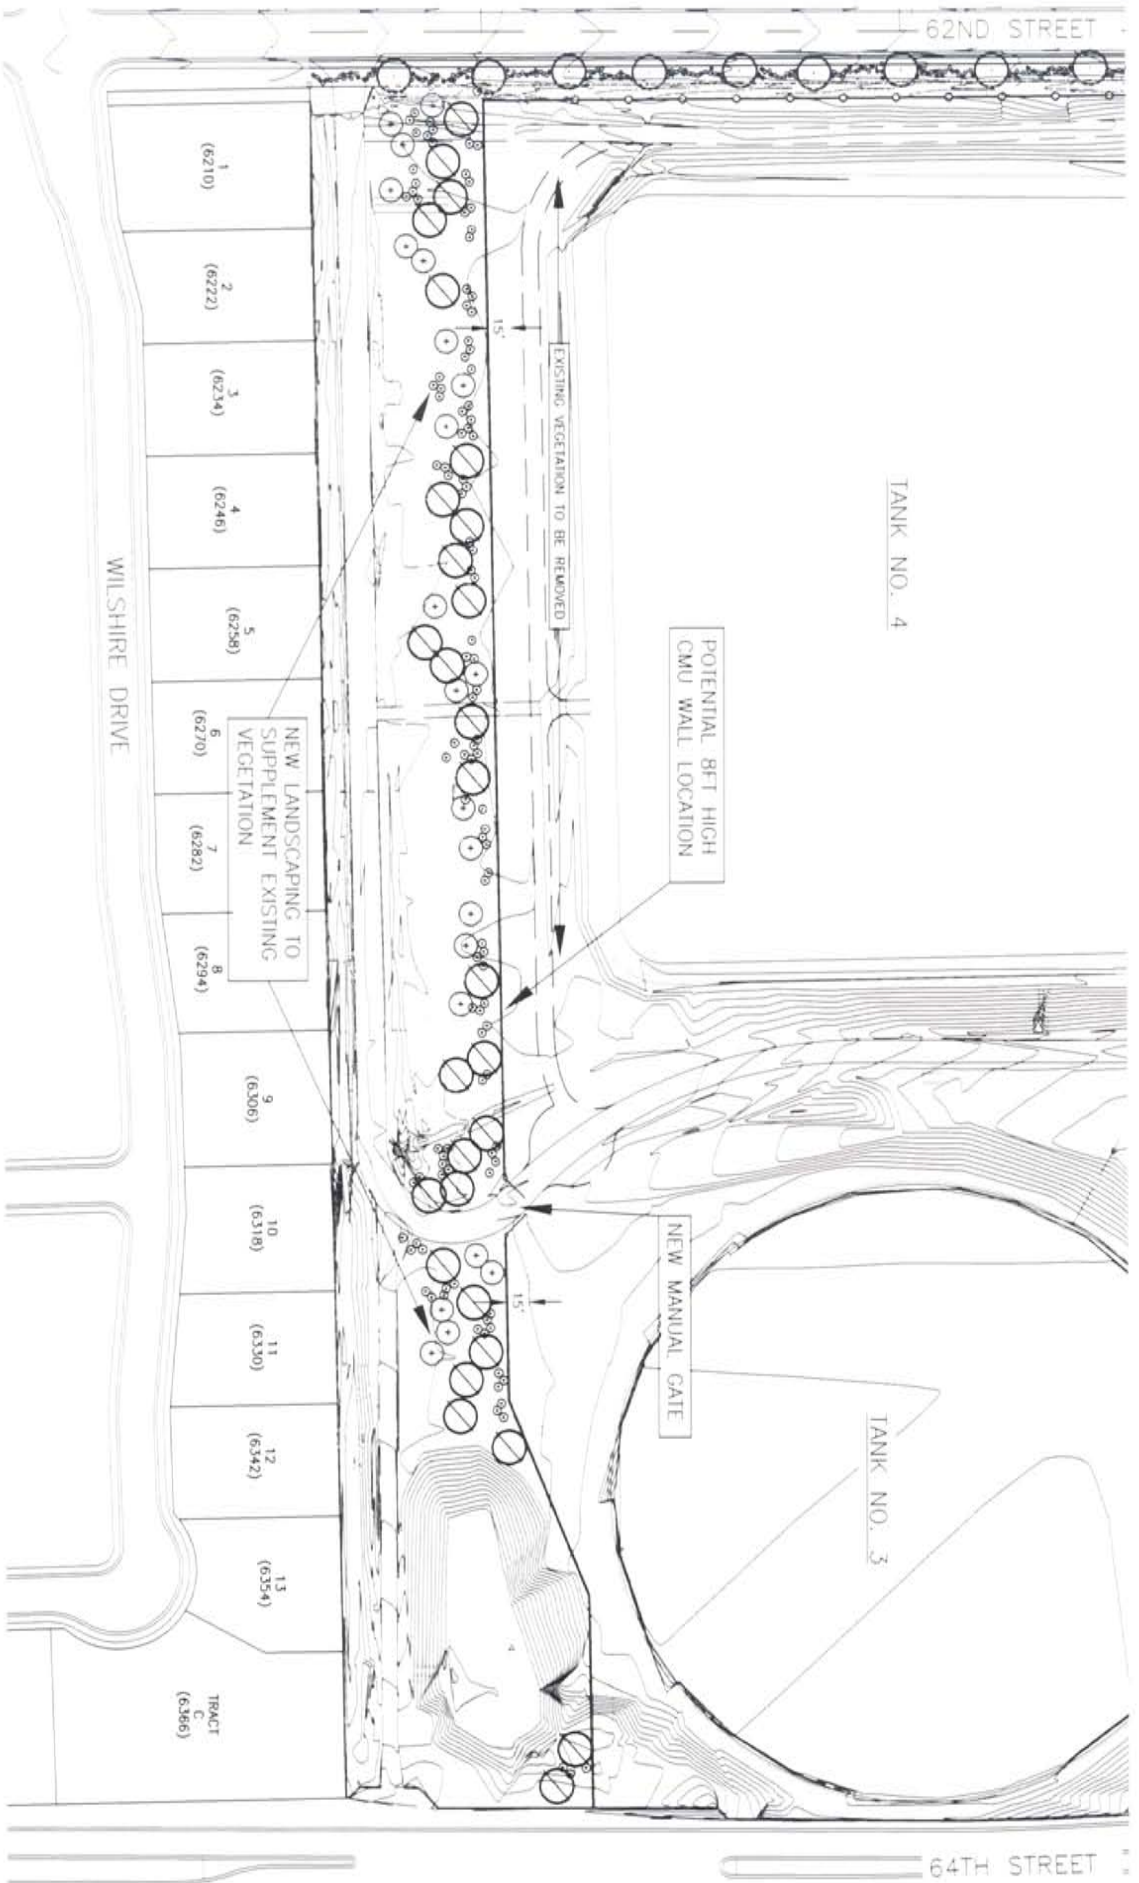 62ND STREET
1
(6210)
2
(6222)
3
(6234)
4
(6246)
5
(6258)
6
(6270)
7
(6282)
8
(6294)
9
(6306)
10
(6318)
11
(6330)
12
(6342)
13
(6354)
TRACT
C
(6366)
WILSHIRE DRIVE
15'
EXISTING VEGETATION TO BE REMOVED
TANK NO. 4
POTENTIAL 8FT HIGH
CMU WALL LOCATION
NEW LANDSCAPING TO
SUPPLEMENT EXISTING
VEGETATION
NEW MANUAL GATE
15'
TANK NO. 3
4
64TH STREET